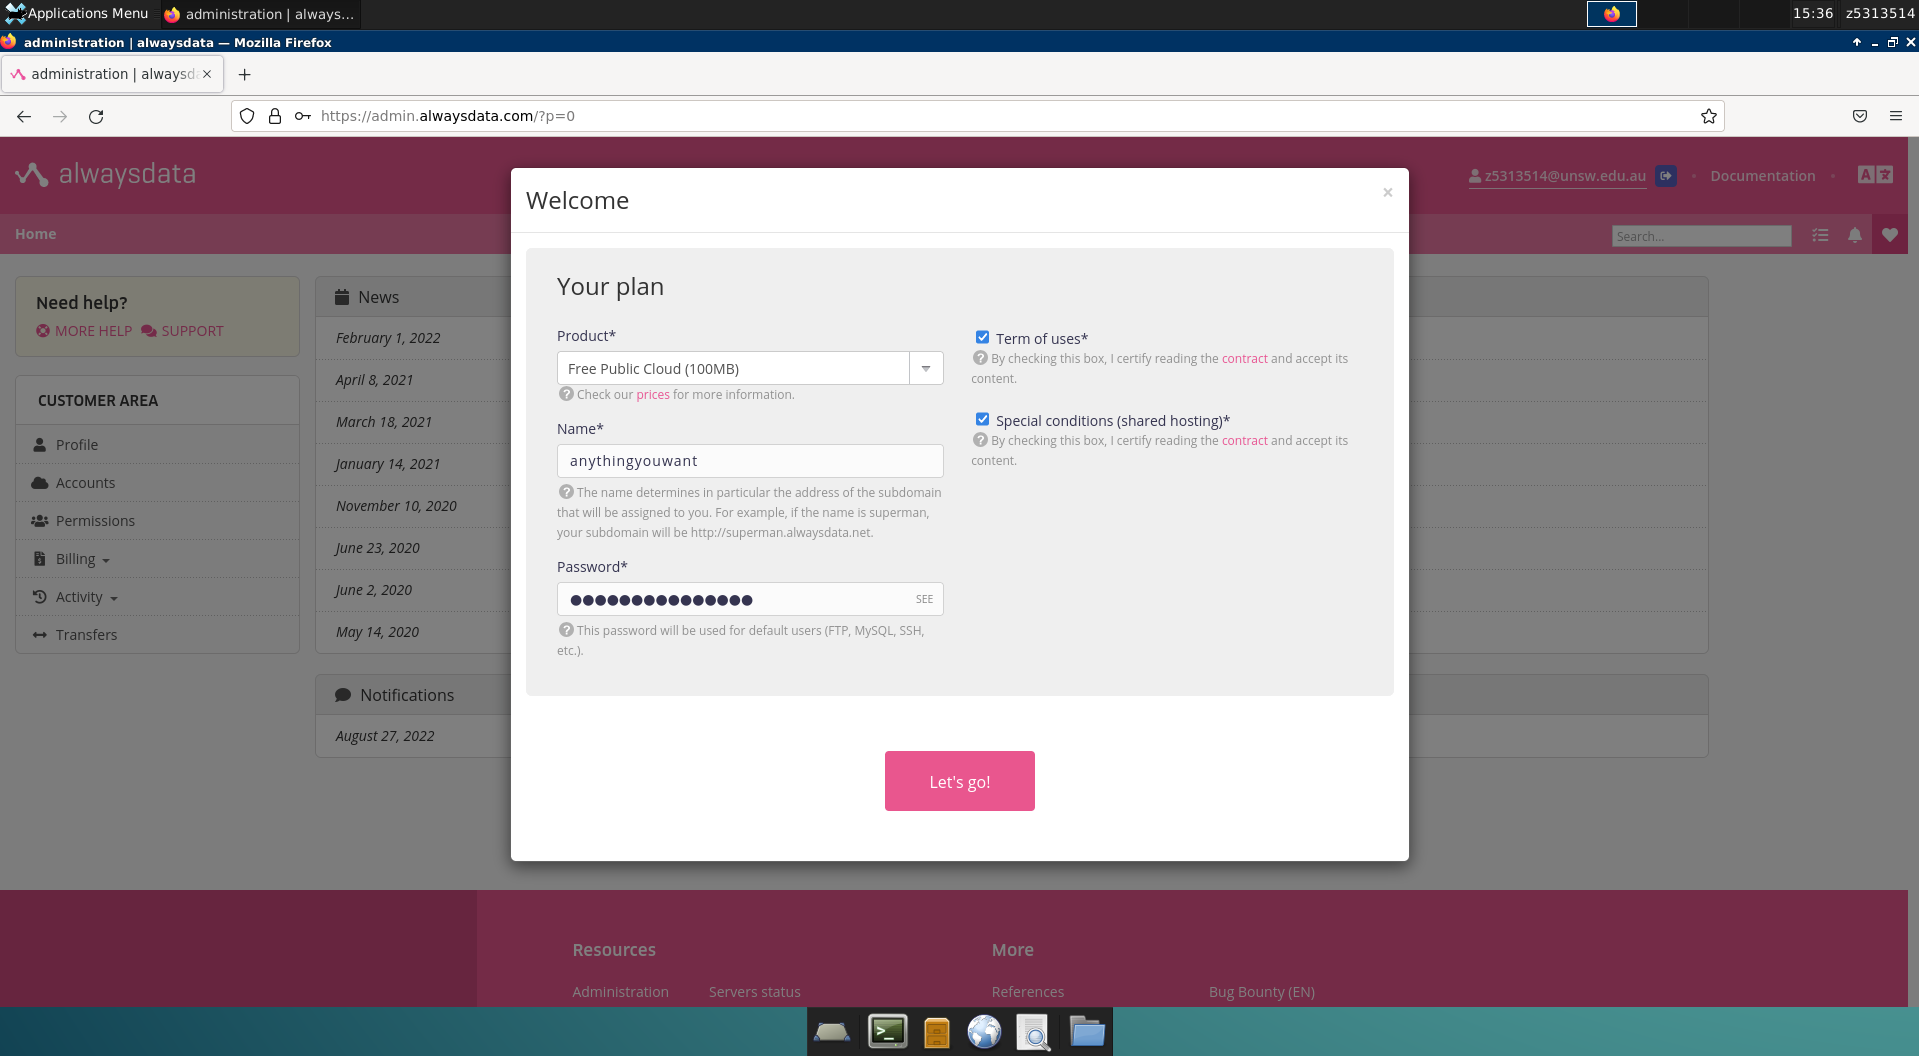 Applications Menu
administration | always...
15:36
z5313514
administration | alwaysdata — Mozilla Firefox
administration | alwaysda
https://admin.alwaysdata.com/?p=0
alwaysdata
z5313514@unsw.edu.au
Documentation
Home
Search...
Need help?
MORE HELP
SUPPORT
CUSTOMER AREA
Profile
Accounts
Permissions
Billing
Activity
Transfers
News
February 1, 2022
April 8, 2021
March 18, 2021
January 14, 2021
November 10, 2020
June 23, 2020
June 2, 2020
May 14, 2020
Notifications
August 27, 2022
Welcome
×
Your plan
Product*
Free Public Cloud (100MB)
Check our prices for more information.
Name*
anythingyouwant
The name determines in particular the address of the subdomain
that will be assigned to you. For example, if the name is superman,
your subdomain will be http://superman.alwaysdata.net.
Password*
●●●●●●●●●●●●●●●
SEE
This password will be used for default users (FTP, MySQL, SSH,
etc.).
Term of uses*
By checking this box, I certify reading the contract and accept its
content.
Special conditions (shared hosting)*
By checking this box, I certify reading the contract and accept its
content.
Let's go!
Resources
Administration
Servers status
More
References
Bug Bounty (EN)